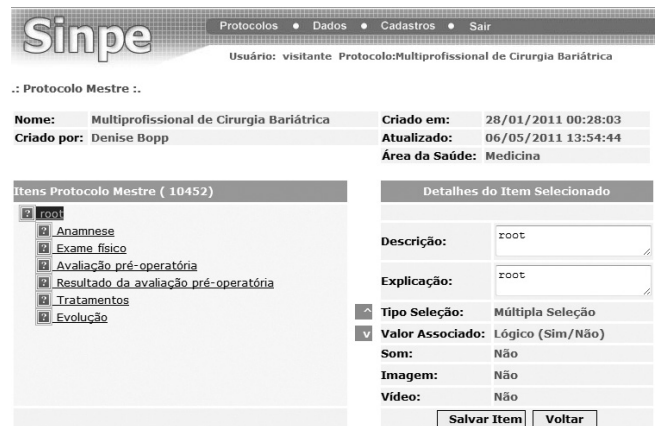 Sinpe
Protocolos • Dados • Cadastros • Sair
Usuário: visitante Protocolo:Multiprofissional de Cirurgia Bariátrica
.: Protocolo Mestre :.
Nome: Multiprofissional de Cirurgia Bariátrica Criado em: 28/01/2011 00:28:03
Criado por: Denise Bopp Atualizado: 06/05/2011 13:54:44
Área da Saúde: Medicina
Itens Protocolo Mestre ( 10452)
? root
? Anamnese
? Exame físico
? Avaliação pré-operatória
? Resultado da avaliação pré-operatória
? Tratamentos
? Evolução
^
v
Detalhes do Item Selecionado
Descrição: root
Explicação: root
Tipo Seleção: Múltipla Seleção
Valor Associado: Lógico (Sim/Não)
Som: Não
Imagem: Não
Vídeo: Não
Salvar Item Voltar